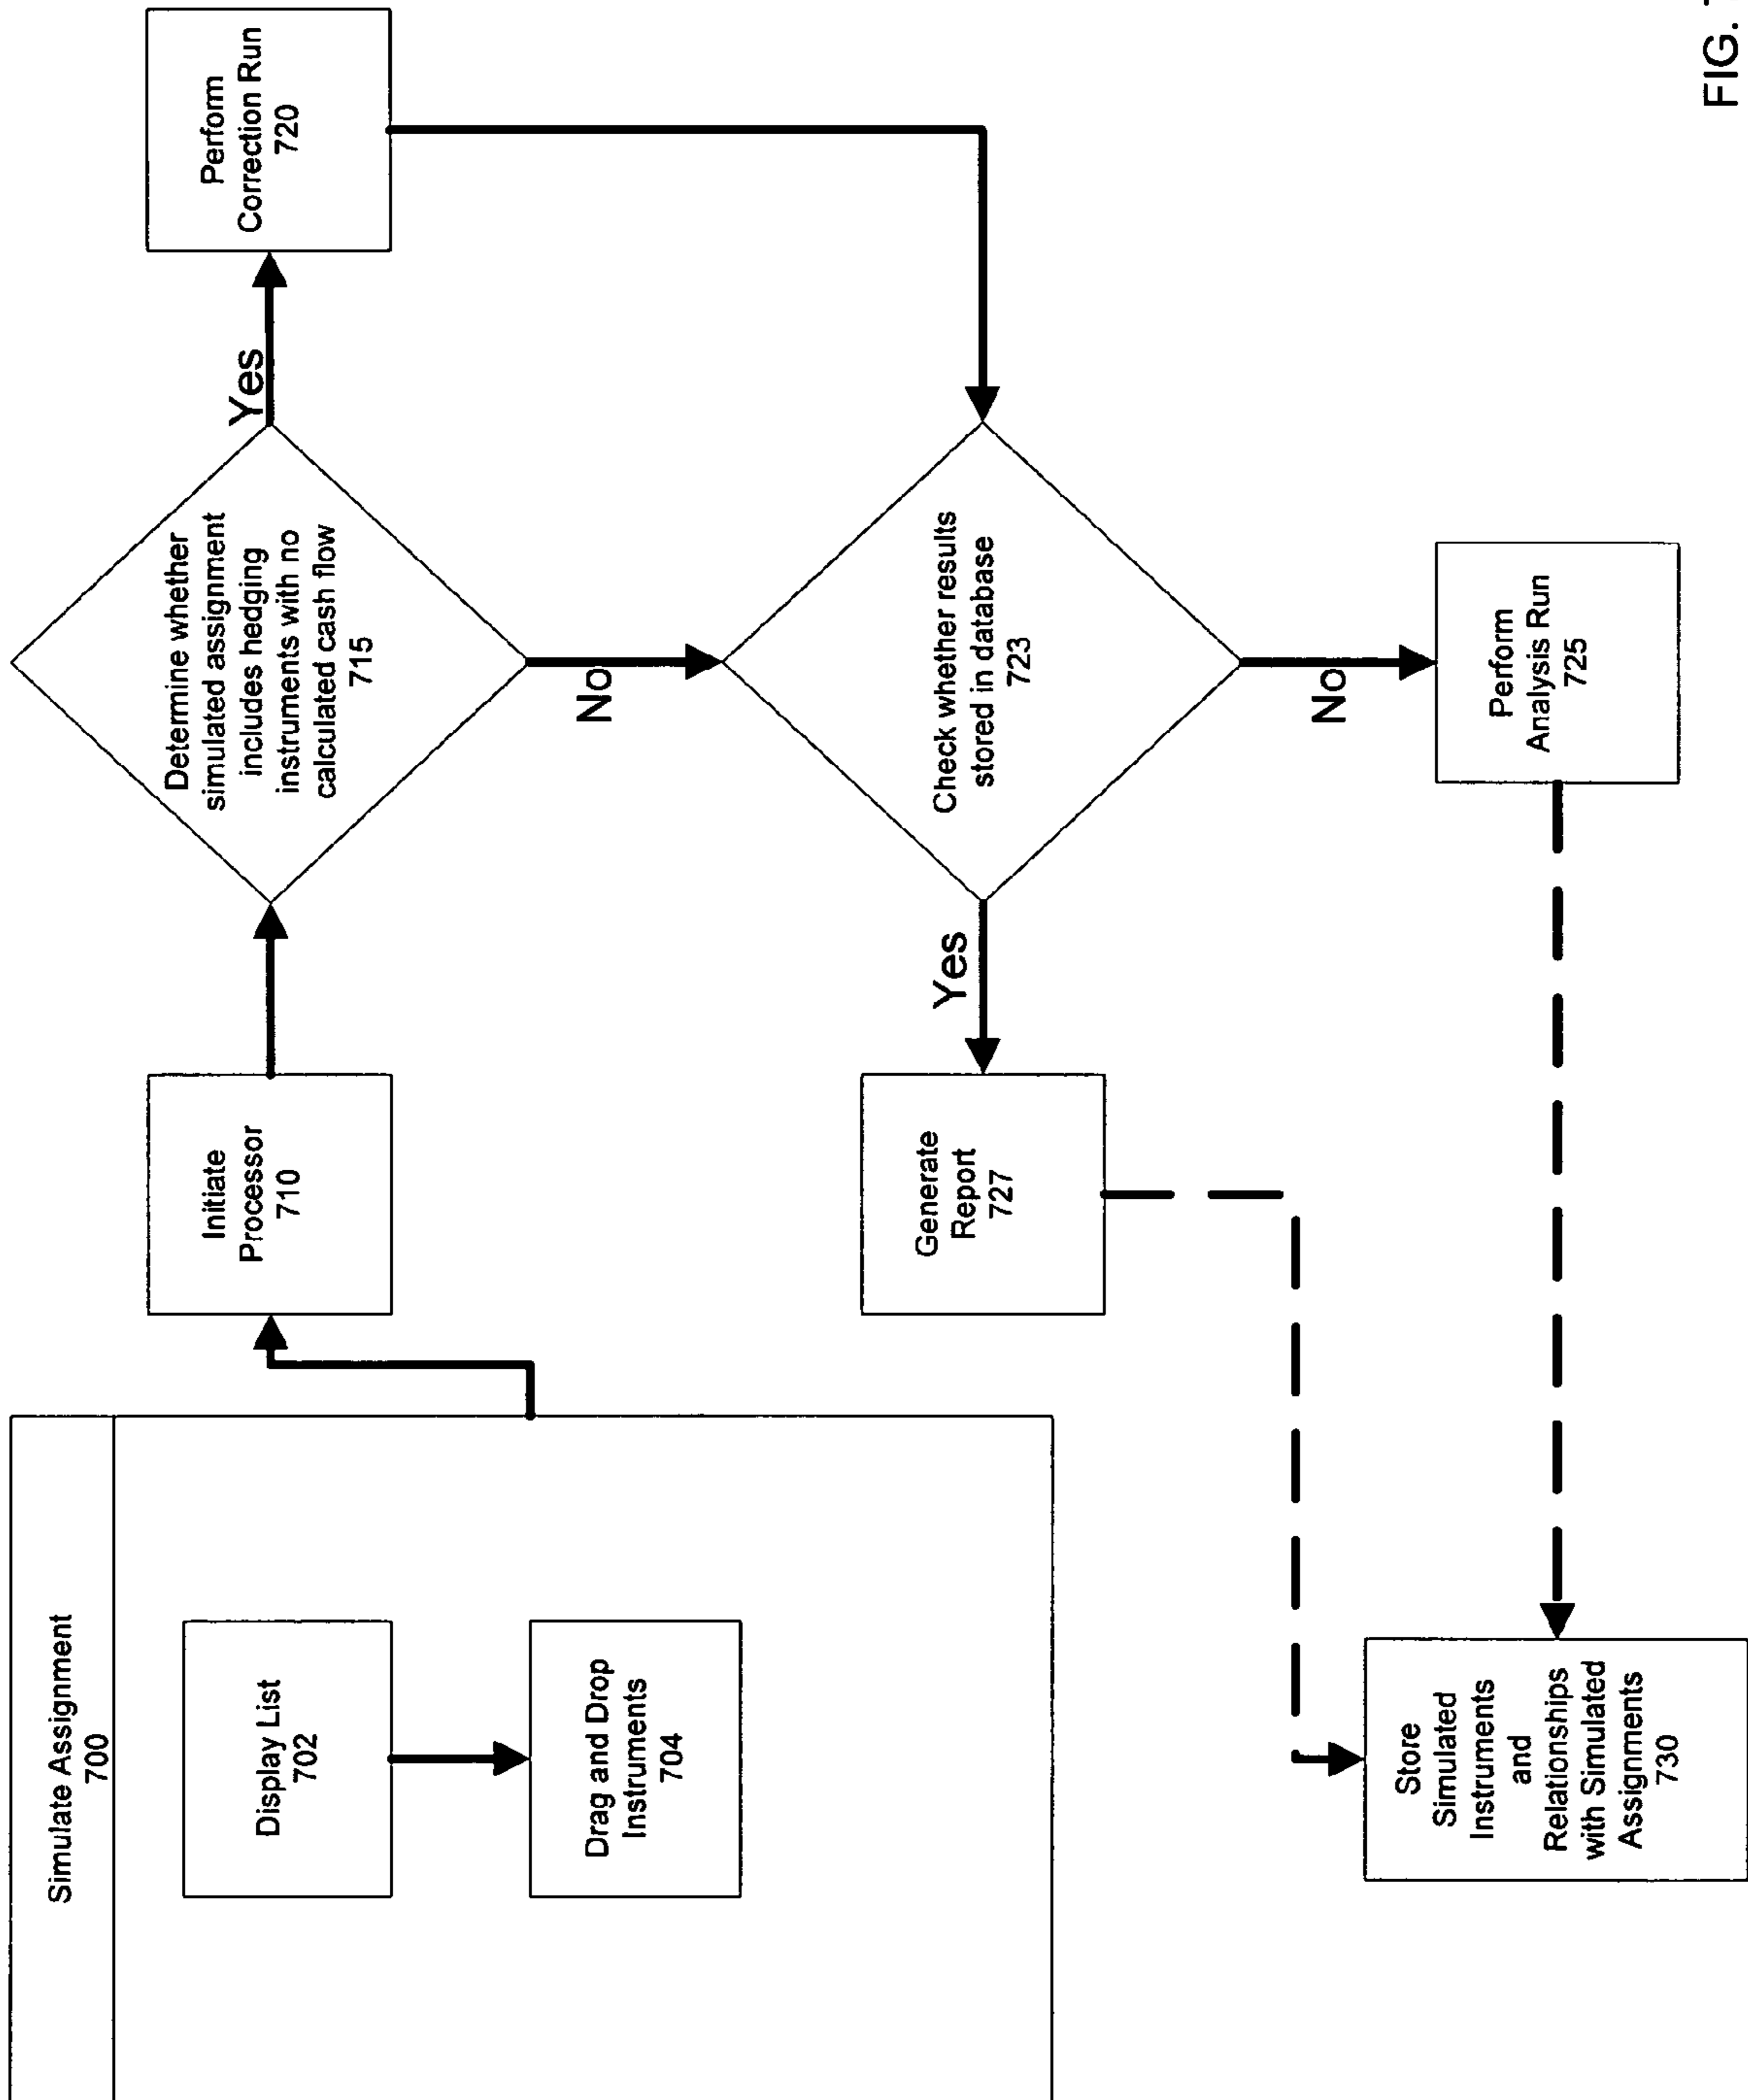 Simulate Assignment
700
Display List
702
Drag and Drop
Instruments
704
Initiate
Processor
710
Determine whether
simulated assignment
includes hedging
instruments with no
calculated cash flow
715
Yes
Perform
Correction Run
720
No
Check whether results
stored in database
723
Yes
Generate
Report
727
No
Perform
Analysis Run
725
Store
Simulated
Instruments
and
Relationships
with Simulated
Assignments
730
FIG.